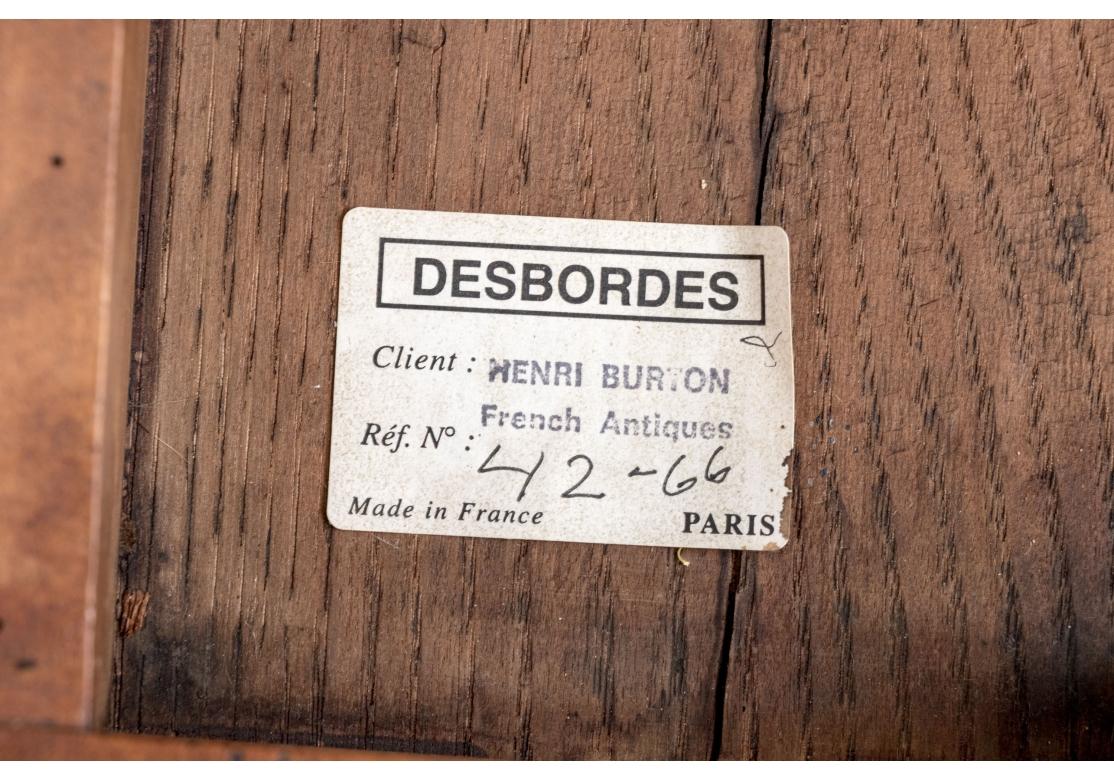 DESBORDES
Client : HENRI BURTON
French Antiques
Réf. N° : 42-66
Made in France PARIS